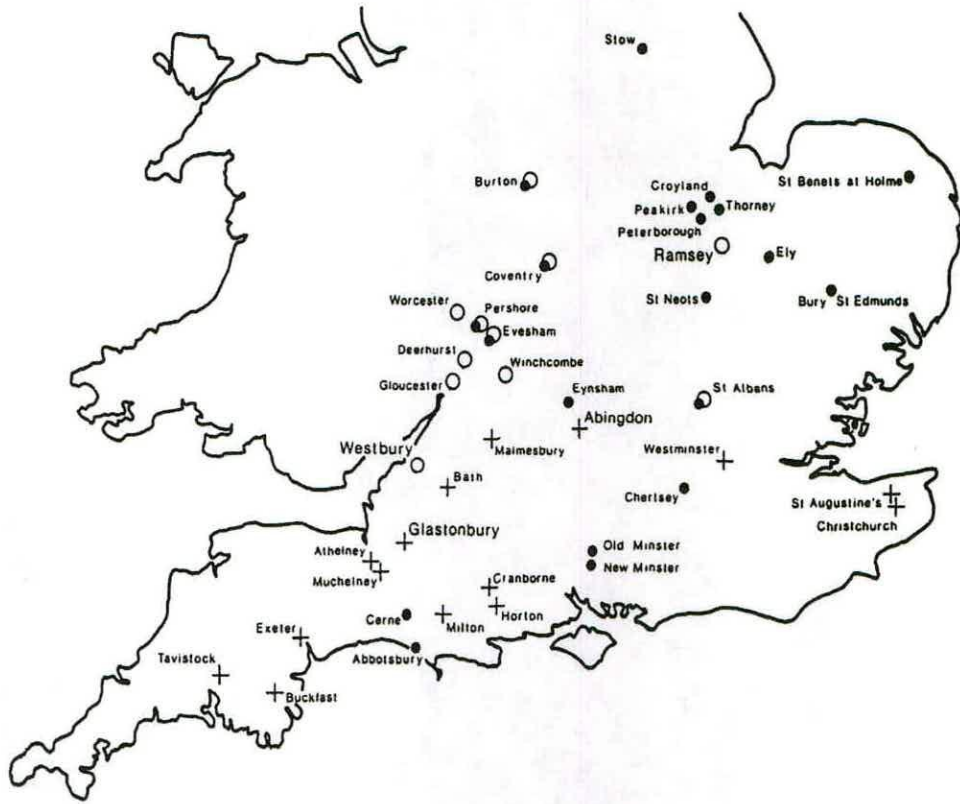 Stow
Burton
St Benets at Holme
Croyland
Peakirk
Thorney
Peterborough
Ramsey
Ely
Coventry
St Neots
Bury St Edmunds
Worcester
Pershore
Evesham
Deerhurst
Winchcombe
Gloucester
Eynsham
St Albans
Abingdon
Westbury
Malmesbury
Westminster
Bath
Chertsey
St Augustine's
Christchurch
Glastonbury
Athelney
Muchelney
Old Minster
New Minster
Cranborne
Horton
Cerne
Milton
Exeter
Abbotsbury
Tavistock
Buckfast